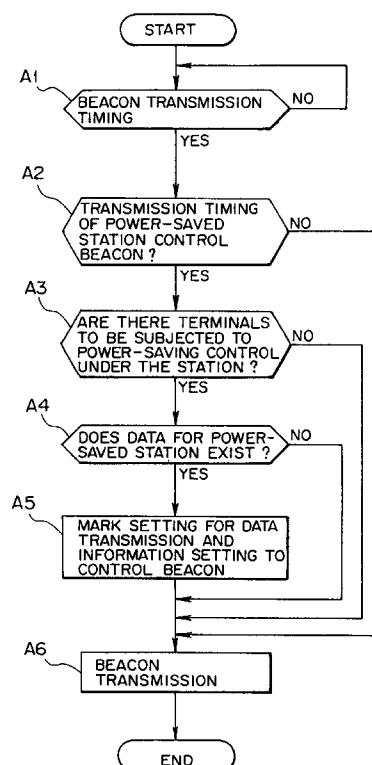 START
A1
BEACON TRANSMISSION
TIMING
NO
YES
A2
TRANSMISSION TIMING
OF POWER-SAVED
STATION CONTROL
BEACON ?
NO
YES
A3
ARE THERE TERMINALS
TO BE SUBJECTED TO
POWER-SAVING CONTROL
UNDER THE STATION ?
NO
YES
A4
DOES DATA FOR POWER-
SAVED STATION EXIST ?
NO
YES
A5
MARK SETTING FOR DATA
TRANSMISSION AND
INFORMATION SETTING TO
CONTROL BEACON
A6
BEACON
TRANSMISSION
END